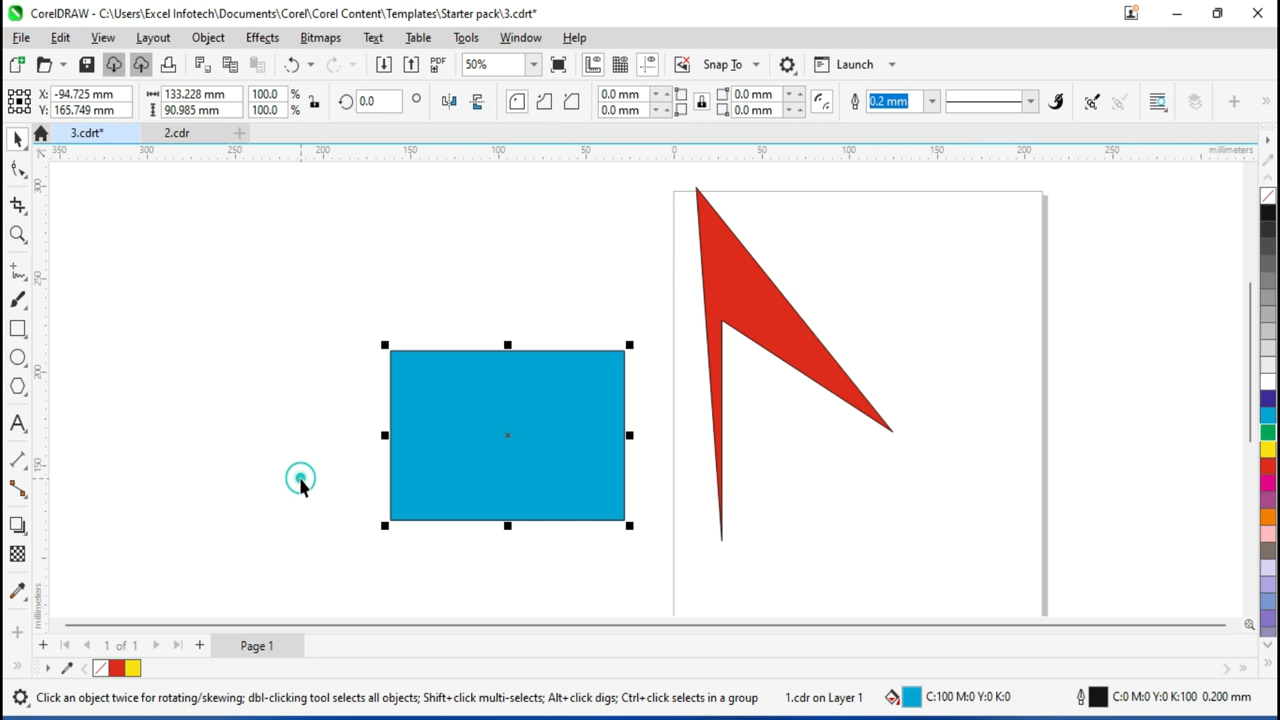 CorelDRAW - C:\Users\Excel Infotech\Documents\Corel\Corel Content\Templates\Starter pack\3.cdrt*
File Edit View Layout Object Effects Bitmaps Text Table Tools Window Help
PDF 50% Snap To Launch
X: -94.725 mm 133.228 mm 100.0 % 0.0 0.0 mm 0.0 mm 0.2 mm
Y: 165.749 mm 90.985 mm 100.0 % 0.0 mm 0.0 mm
3.cdrt* 2.cdr
350 300 250 200 150 100 50 0 50 100 150 200 250 millimeters
300
250
200
150
millimeters
1 of 1 Page 1
Click an object twice for rotating/skewing; dbl-clicking tool selects all objects; Shift+click multi-selects; Alt+click digs; Ctrl+click selects in a group 1.cdr on Layer 1 C:100 M:0 Y:0 K:0 C:0 M:0 Y:0 K:100 0.200 mm